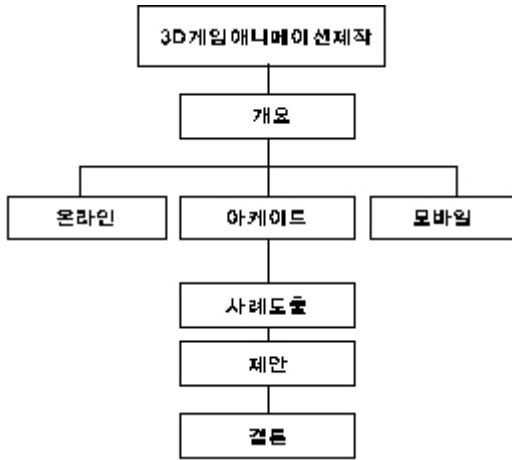 3D게임애니메이션제작
개요
온라인
아케이드
모바일
사례도출
제안
결론